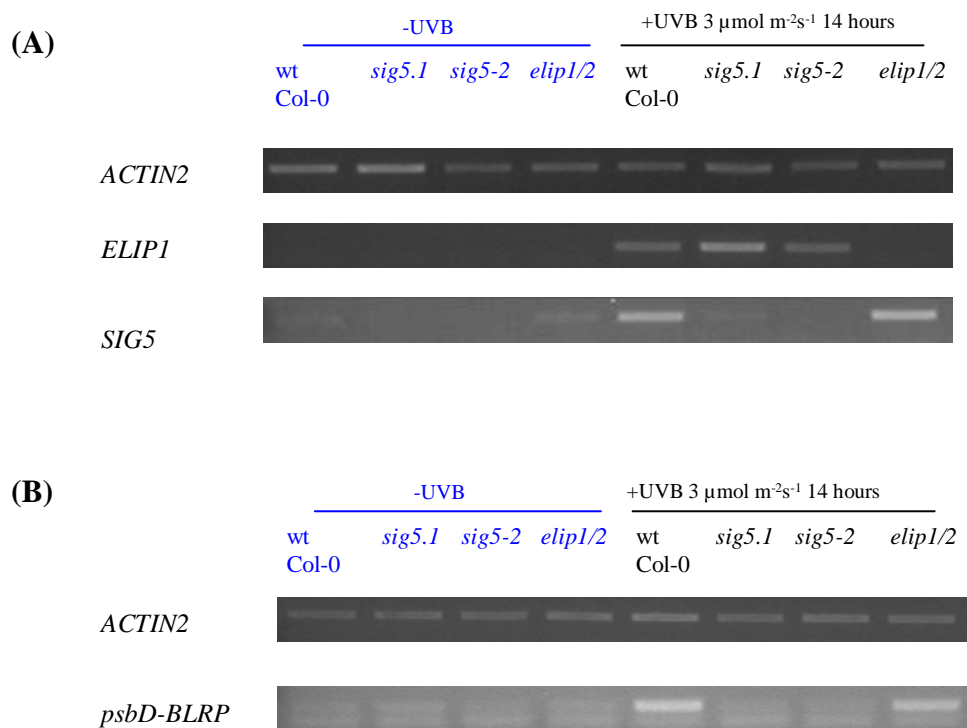 (A)
-UVB
+UVB 3 µmol m-2s-1 14 hours
wt Col-0 sig5.1 sig5-2 elip1/2 wt Col-0 sig5.1 sig5-2 elip1/2
ACTIN2
ELIP1
SIG5
(B)
-UVB
+UVB 3 µmol m-2s-1 14 hours
wt Col-0 sig5.1 sig5-2 elip1/2 wt Col-0 sig5.1 sig5-2 elip1/2
ACTIN2
psbD-BLRP